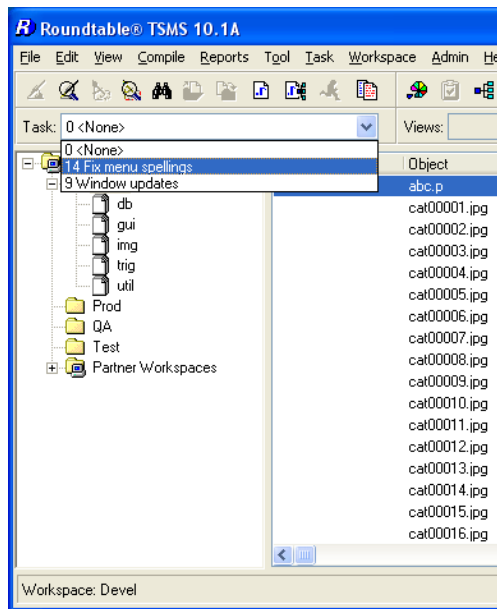 R Roundtable® TSMS 10.1A
File Edit View Compile Reports Tool Task Workspace Admin He
Task: 0 <None> Views:
0 <None>
14 Fix menu spellings
9 Window updates
db
gui
img
trig
util
Prod
QA
Test
Partner Workspaces
Object
abc.p
cat00001.jpg
cat00002.jpg
cat00003.jpg
cat00004.jpg
cat00005.jpg
cat00006.jpg
cat00007.jpg
cat00008.jpg
cat00009.jpg
cat00010.jpg
cat00011.jpg
cat00012.jpg
cat00013.jpg
cat00014.jpg
cat00015.jpg
cat00016.jpg
Workspace: Devel